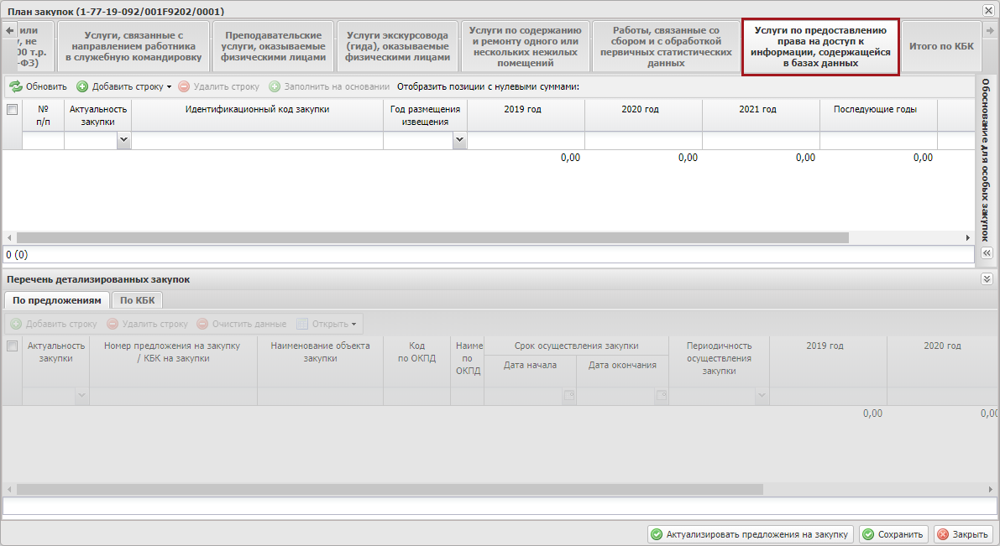 План закупок (1-77-19-092/001F9202/0001)
или
у, не
00 т.р.
-ФЗ)
Услуги, связанные с
направлением работника
в служебную командировку
Преподавательские
услуги, оказываемые
физическими лицами
Услуги экскурсовода
(гида), оказываемые
физическими лицами
Услуги по содержанию
и ремонту одного или
нескольких нежилых
помещений
Работы, связанные со
сбором и с обработкой
первичных статистических
данных
Услуги по предоставлению
права на доступ к
информации, содержащейся
в базах данных
Итого по КБК
Обновить Добавить строку Удалить строку Заполнить на основании Отобразить позиции с нулевыми суммами:
№
п/п
Актуальность
закупки
Идентификационный код закупки
Год размещения
извещения
2019 год
2020 год
2021 год
Последующие годы
0,00 0,00 0,00 0,00
Обоснование для особых закупок
0 (0)
Перечень детализированных закупок
По предложениям По КБК
Добавить строку Удалить строку Очистить данные Открыть
Актуальность
закупки
Номер предложения на закупку
/ КБК на закупки
Наименование объекта
закупки
Код
по ОКПД
Наиме
по
ОКПД
Срок осуществления закупки
Дата начала
Дата окончания
Периодичность
осуществления
закупки
2019 год
2020 год
0,00 0,00
Актуализировать предложения на закупку Сохранить Закрыть